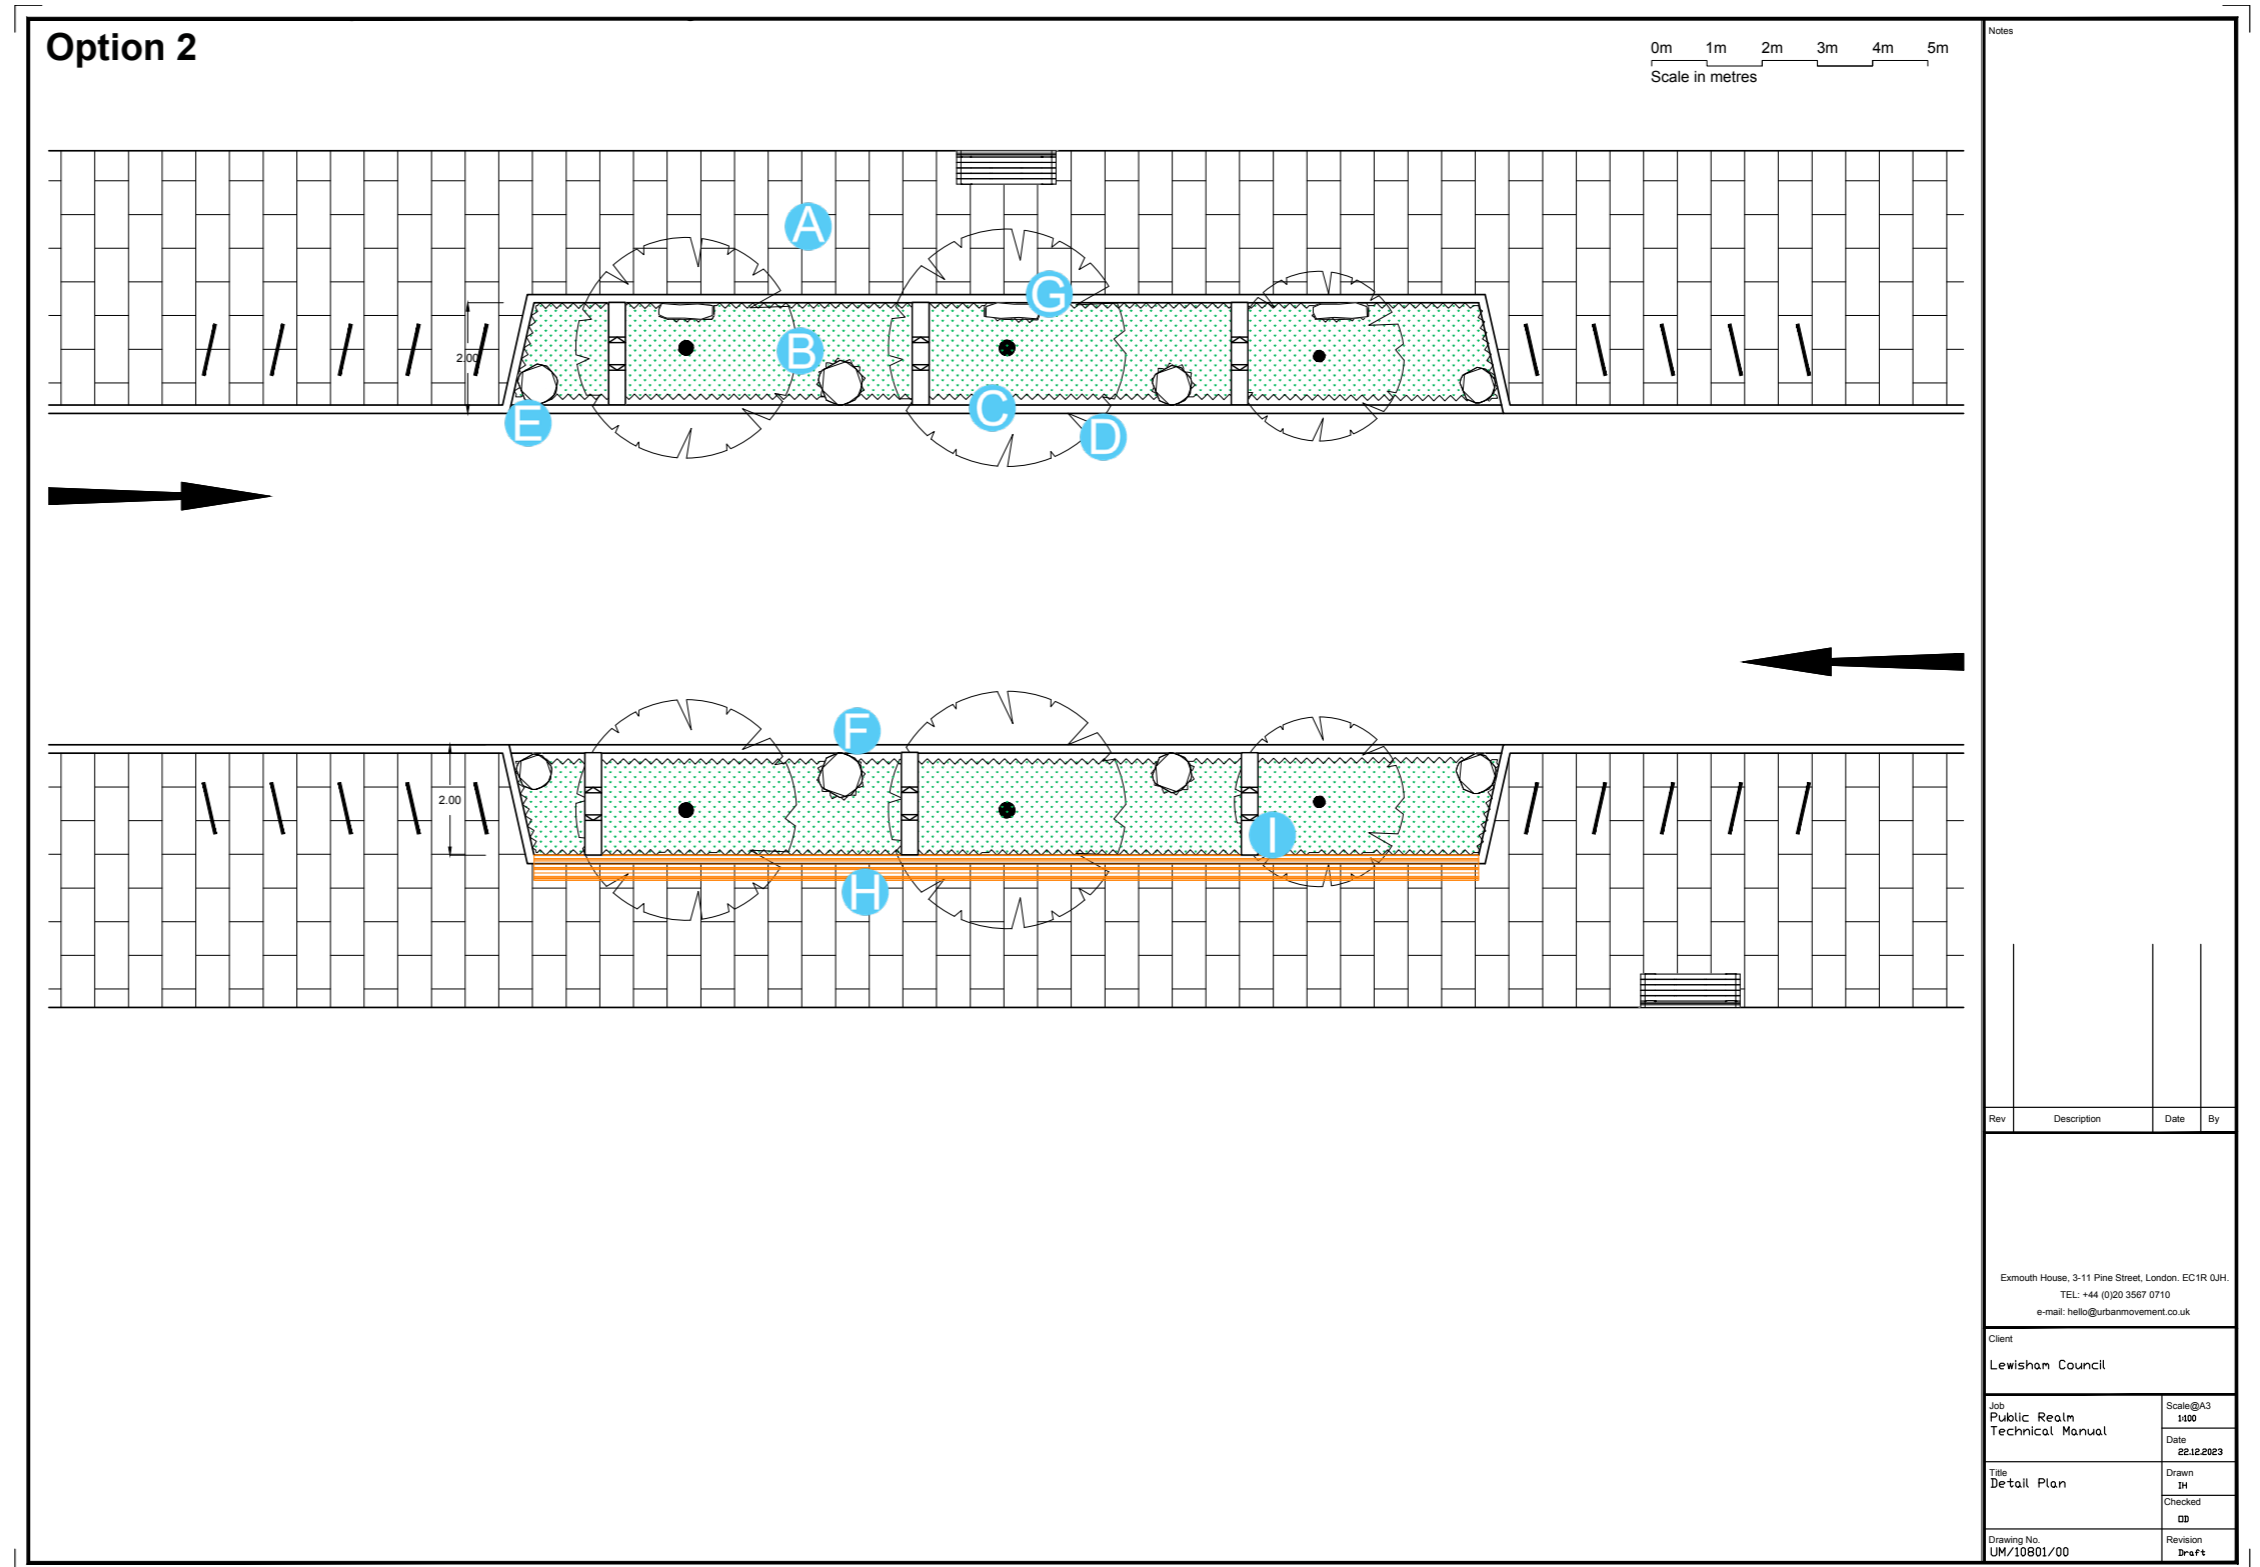 Option 2
0m 1m 2m 3m 4m 5m
Scale in metres
Notes
A
G
B
2.00
C
E
D
F
2.00
I
H
Rev Description Date By
Exmouth House, 3-11 Pine Street, London. EC1R 0JH.
TEL: +44 (0)20 3567 0710
e-mail: hello@urbanmovement.co.uk
Client
Lewisham Council
Job
Public Realm
Technical Manual
Scale@A3
1:100
Date
22.12.2023
Title
Detail Plan
Drawn
IH
Checked
OD
Drawing No.
UM/10801/00
Revision
Draft